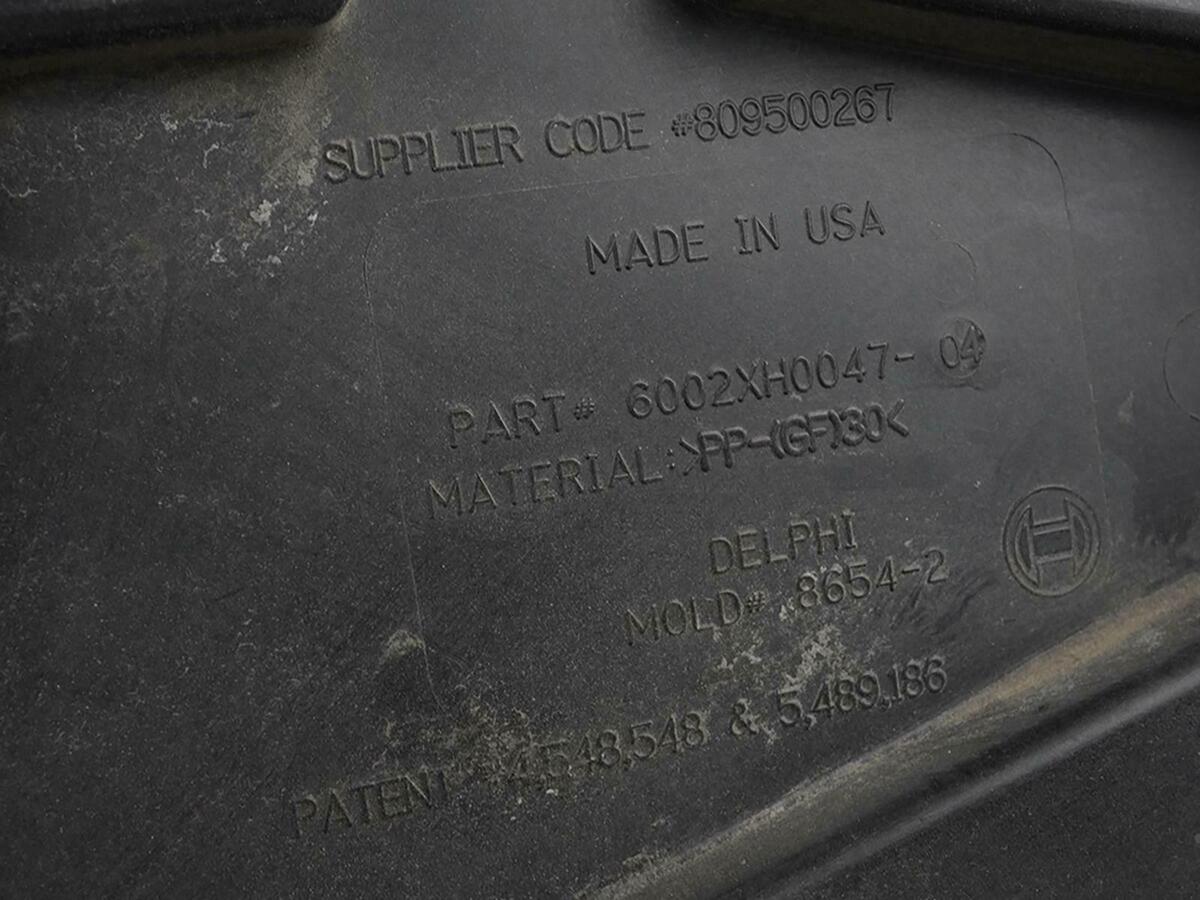 SUPPLIER CODE #809500267
MADE IN USA
PART# 6002XH0047- 04
MATERIAL:>PP-(GF)30<
DELPHI
MOLD# 8654-2
PATENT #4,548,548 & 5,489,186